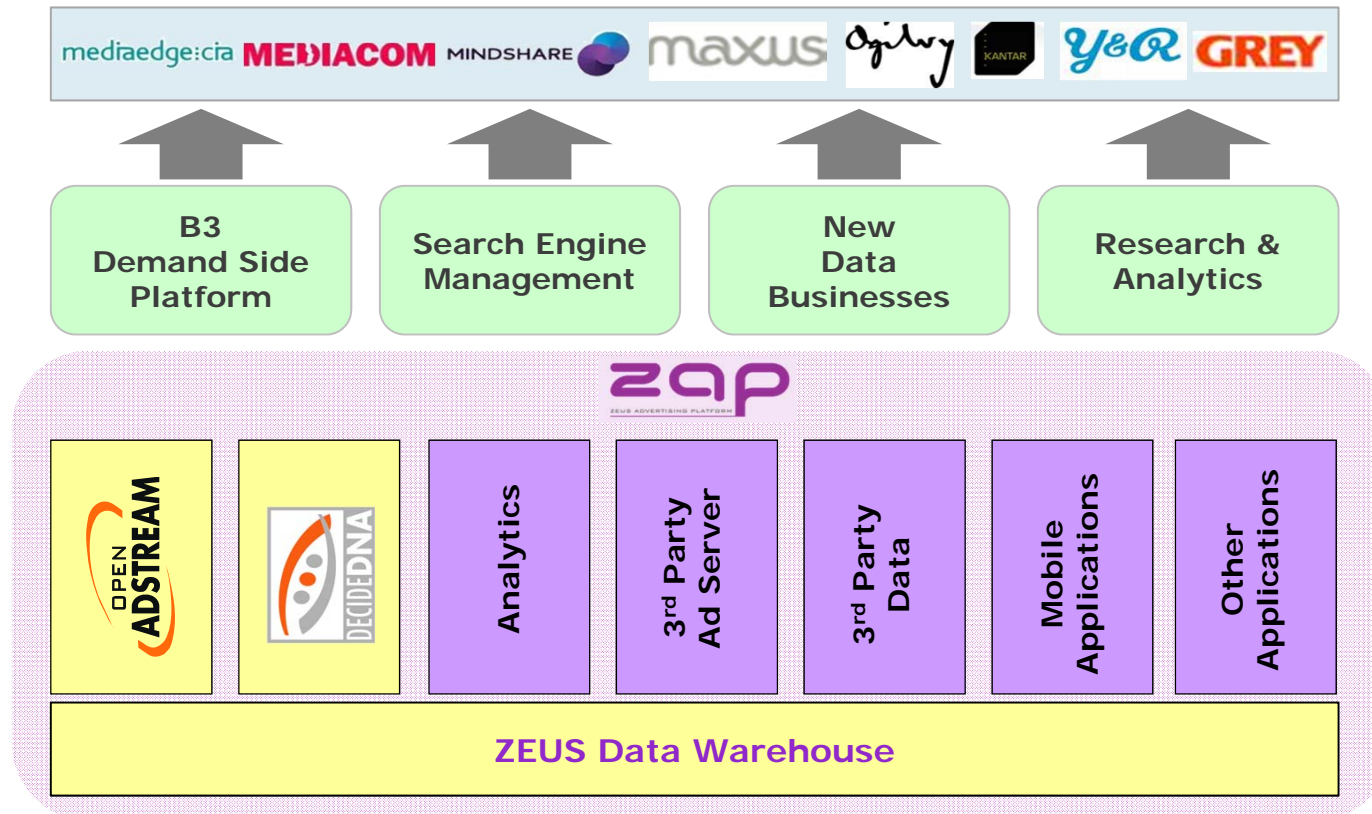 mediaedge:cia MEDIACOM MINDSHARE maxus Ogilvy KANTAR Y&R GREY
B3
Demand Side
Platform
Search Engine
Management
New
Data
Businesses
Research &
Analytics
zap
ZEUS ADVERTISING PLATFORM
OPEN
ADSTREAM
DECIDEDNA
Analytics
3rd Party
Ad Server
3rd Party
Data
Mobile
Applications
Other
Applications
ZEUS Data Warehouse